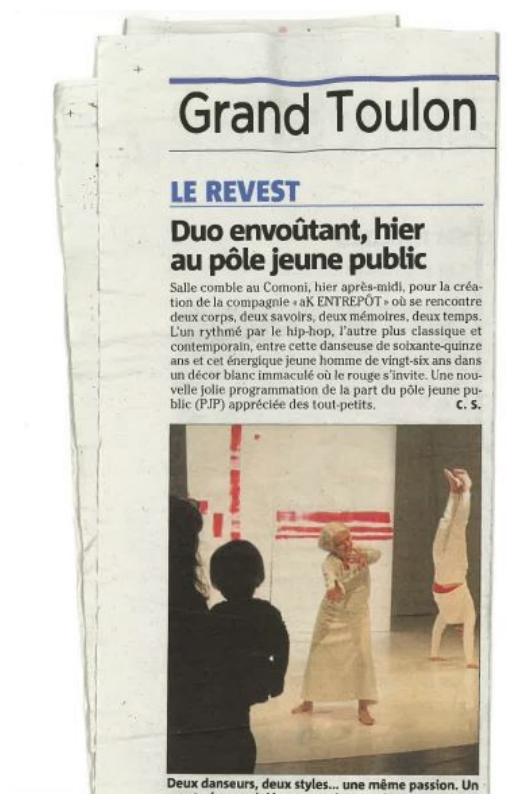 Grand Toulon
LE REVEST
Duo envoûtant, hier
au pôle jeune public
Salle comble au Comoni, hier après-midi, pour la créa-
tion de la compagnie « aK ENTREPÔT » où se rencontre
deux corps, deux savoirs, deux mémoires, deux temps.
L'un rythmé par le hip-hop, l'autre plus classique et
contemporain, entre cette danseuse de soixante-quinze
ans et cet énergique jeune homme de vingt-six ans dans
un décor blanc immaculé où le rouge s'invite. Une nou-
velle jolie programmation de la part du pôle jeune pu-
blic (PJP) appréciée des tout-petits. C. S.
Deux danseurs, deux styles... une même passion. Un